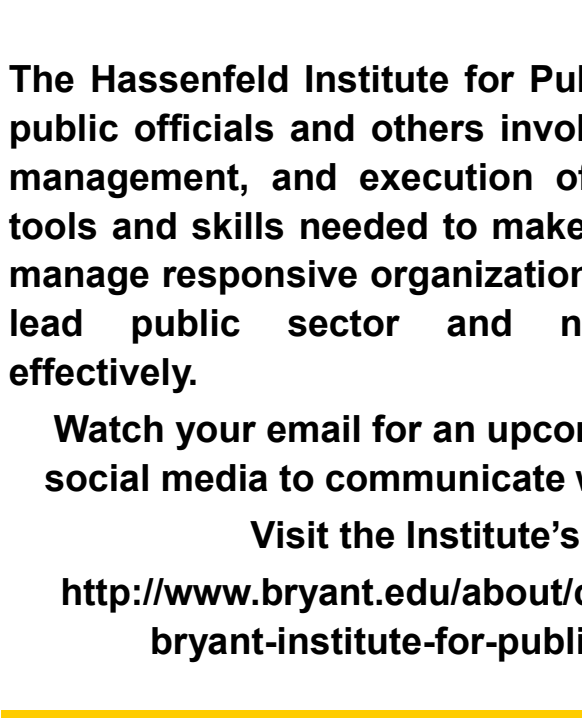 The Hassenfeld Institute for Pul
public officials and others invol
management, and execution of
tools and skills needed to make
manage responsive organization
lead public sector and n
effectively.
Watch your email for an upcor
social media to communicate
Visit the Institute's
http://www.bryant.edu/about/c
bryant-institute-for-publi